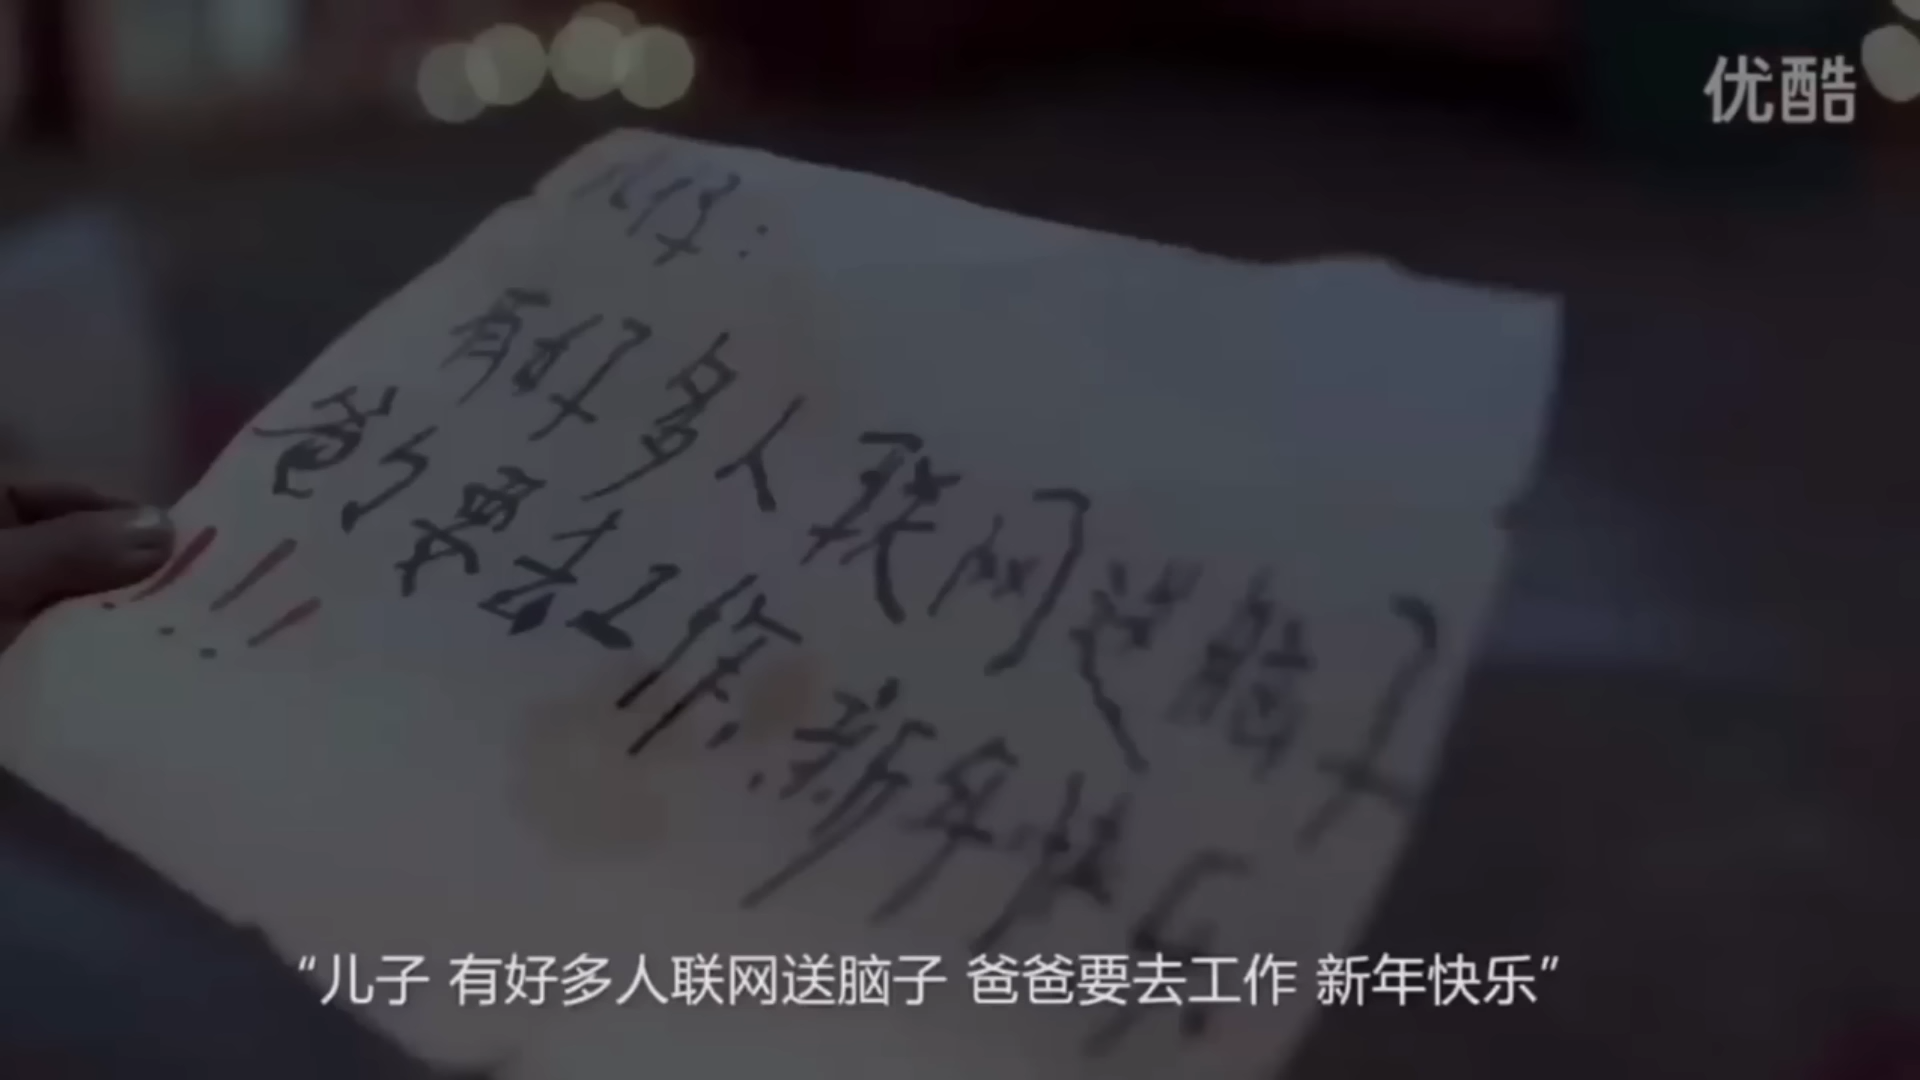 优酷
儿子:
有好多人联网送脑子
爸爸要去工作.新年快乐
!!!
“儿子 有好多人联网送脑子 爸爸要去工作 新年快乐”